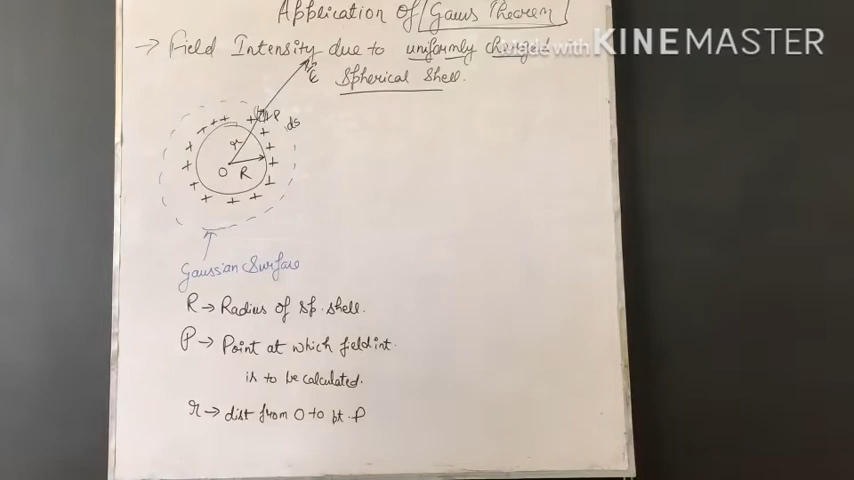 Application Of Gauss Theorem
→ Field Intensity due to uniformly charged
Made with KINEMASTER
Spherical Shell.
E
P
ds
r
O R
Gaussian Surface
R → Radius of sp. shell.
P → Point at which field int.
is to be calculated.
r → dist from O to pt. P